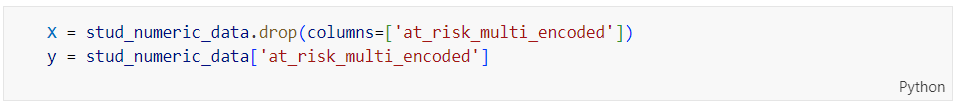 X = stud_numeric_data.drop(columns=['at_risk_multi_encoded'])
y = stud_numeric_data['at_risk_multi_encoded']
Python